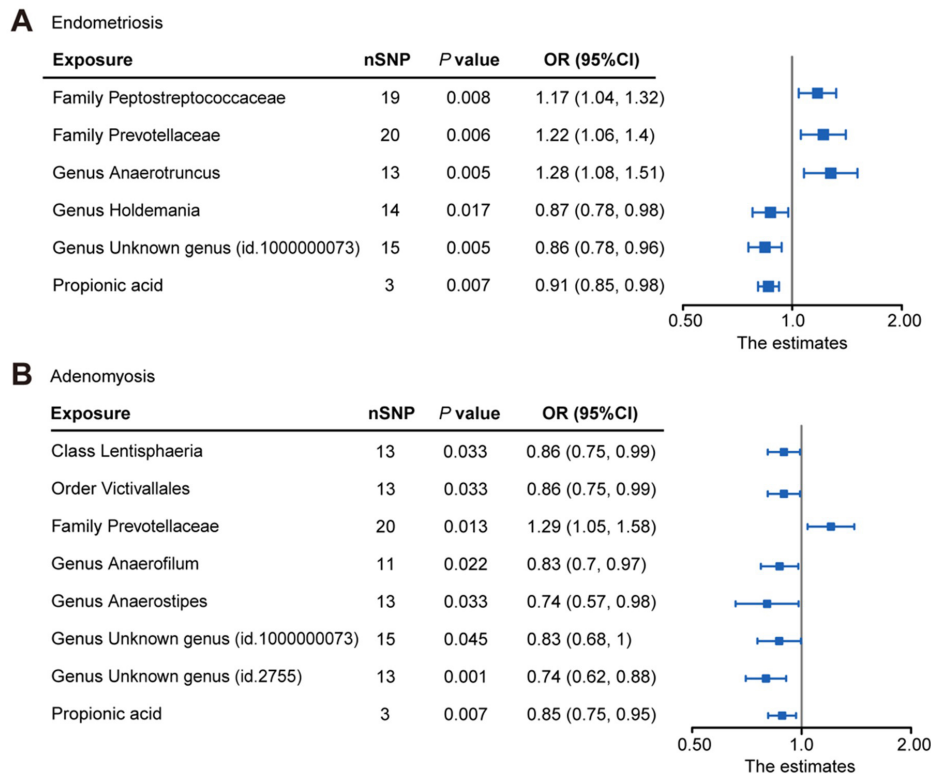 A Endometriosis
Exposure nSNP P value OR (95%CI)
Family Peptostreptococcaceae 19 0.008 1.17 (1.04, 1.32)
Family Prevotellaceae 20 0.006 1.22 (1.06, 1.4)
Genus Anaerotruncus 13 0.005 1.28 (1.08, 1.51)
Genus Holdemania 14 0.017 0.87 (0.78, 0.98)
Genus Unknown genus (id.1000000073) 15 0.005 0.86 (0.78, 0.96)
Propionic acid 3 0.007 0.91 (0.85, 0.98)
0.50 1.0 2.00
The estimates
B Adenomyosis
Exposure nSNP P value OR (95%CI)
Class Lentisphaeria 13 0.033 0.86 (0.75, 0.99)
Order Victivallales 13 0.033 0.86 (0.75, 0.99)
Family Prevotellaceae 20 0.013 1.29 (1.05, 1.58)
Genus Anaerofilum 11 0.022 0.83 (0.7, 0.97)
Genus Anaerostipes 13 0.033 0.74 (0.57, 0.98)
Genus Unknown genus (id.1000000073) 15 0.045 0.83 (0.68, 1)
Genus Unknown genus (id.2755) 13 0.001 0.74 (0.62, 0.88)
Propionic acid 3 0.007 0.85 (0.75, 0.95)
0.50 1.0 2.00
The estimates